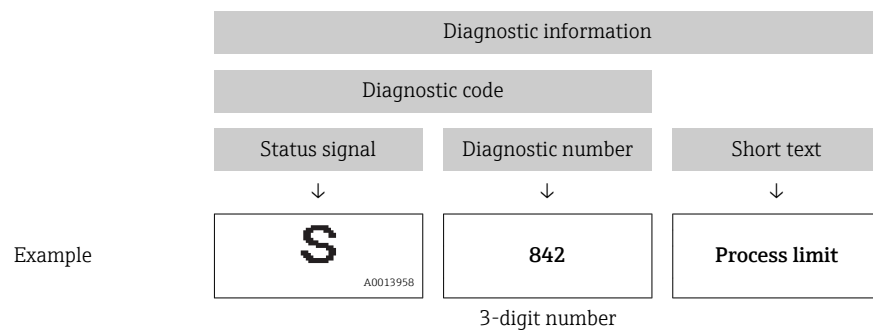 Diagnostic information
Diagnostic code
Status signal Diagnostic number Short text
↓ ↓ ↓
Example S 842 Process limit
A0013958
3-digit number